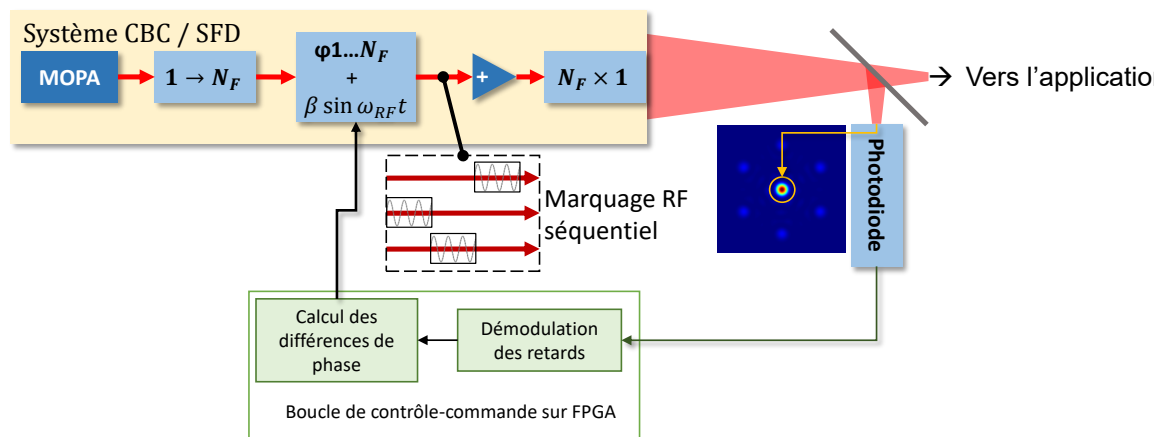 Système CBC / SFD
MOPA
1 → N_F
φ1…N_F
+
β sin ω_RF t
+
N_F × 1
→ Vers l'applicatio
Photodiode
Marquage RF
séquentiel
Calcul des
différences de
phase
Démodulation
des retards
Boucle de contrôle-commande sur FPGA